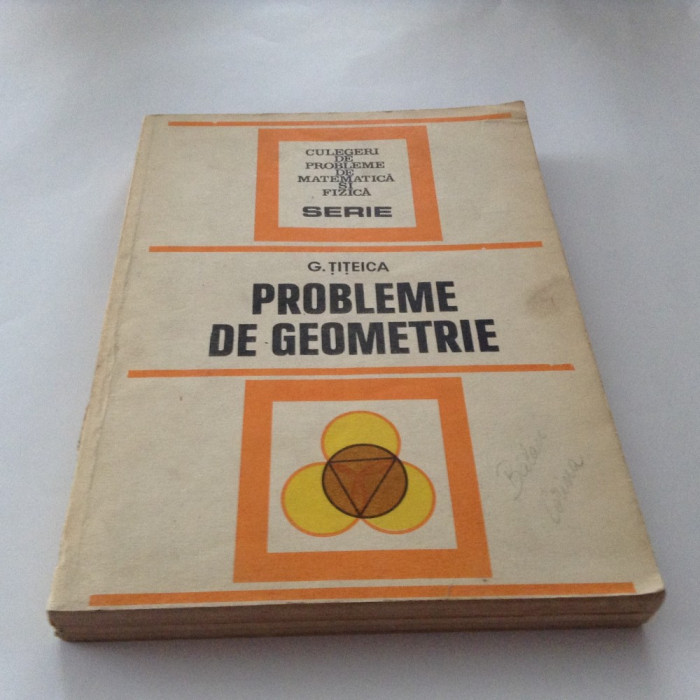 CULEGERI
DE
PROBLEME
DE
MATEMATICĂ
ȘI
FIZICĂ
SERIE
G. ȚIȚEICA
PROBLEME
DE GEOMETRIE